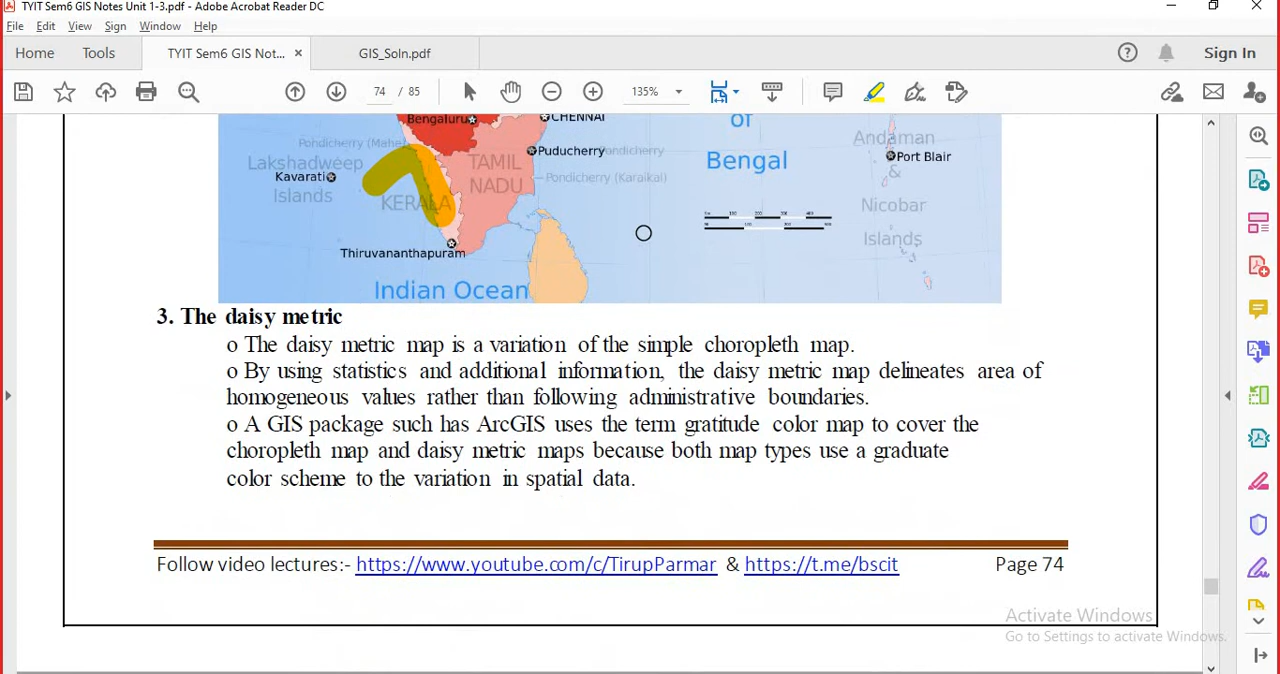 TYIT Sem6 GIS Notes Unit 1-3.pdf - Adobe Acrobat Reader DC
File Edit View Sign Window Help
Home Tools TYIT Sem6 GIS Not... × GIS_Soln.pdf Sign In
74 / 85 135%
Bengaluru CHENNAI of Andaman
Pondicherry (Mahe) Puducherry Pondicherry Bengal Port Blair
Lakshadweep TAMIL &
Kavarati NADU Pondicherry (Karaikal)
Islands KERALA Nicobar
Islands
Thiruvananthapuram
Indian Ocean
3. The daisy metric
o The daisy metric map is a variation of the simple choropleth map.
o By using statistics and additional information, the daisy metric map delineates area of
homogeneous values rather than following administrative boundaries.
o A GIS package such has ArcGIS uses the term gratitude color map to cover the
choropleth map and daisy metric maps because both map types use a graduate
color scheme to the variation in spatial data.
Follow video lectures:- https://www.youtube.com/c/TirupParmar & https://t.me/bscit Page 74
Activate Windows
Go to Settings to activate Windows.